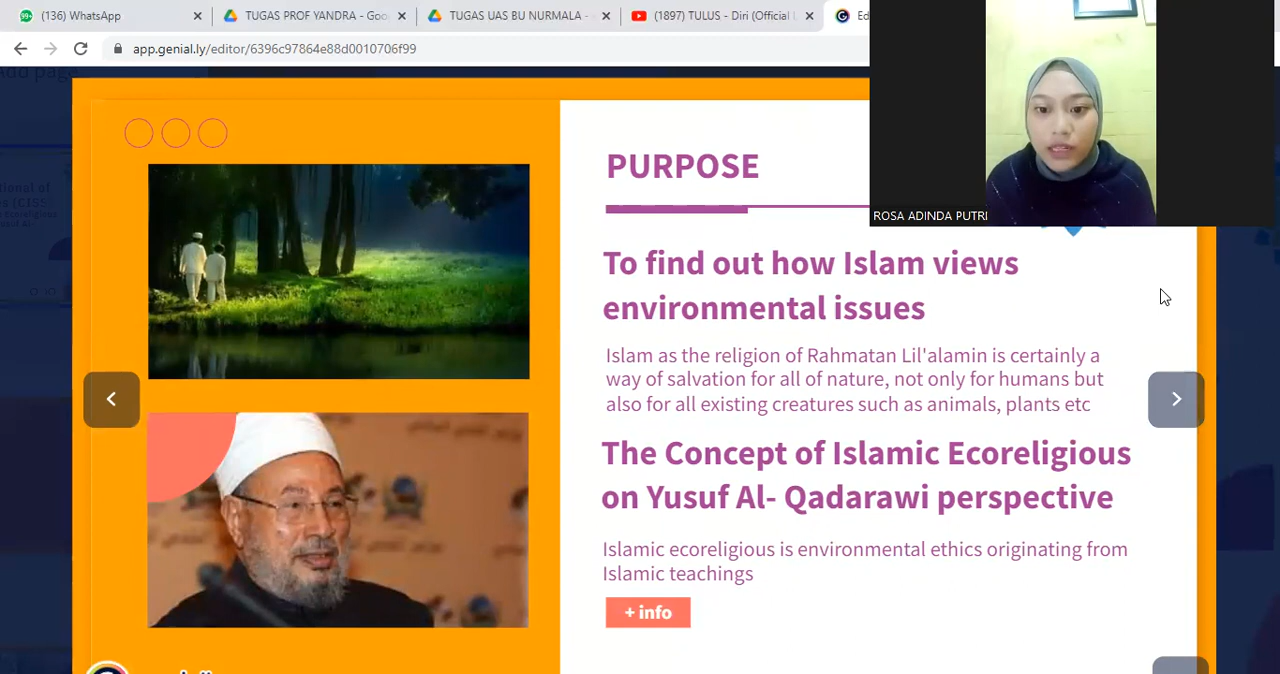 (136) WhatsApp
TUGAS PROF YANDRA - Goo
TUGAS UAS BU NURMALA -
(1897) TULUS - Diri (Official
app.genial.ly/editor/6396c97864e88d0010706f99
Add page
ROSA ADINDA PUTRI
PURPOSE
To find out how Islam views
environmental issues
Islam as the religion of Rahmatan Lil'alamin is certainly a
way of salvation for all of nature, not only for humans but
also for all existing creatures such as animals, plants etc
The Concept of Islamic Ecoreligious
on Yusuf Al- Qadarawi perspective
Islamic ecoreligious is environmental ethics originating from
Islamic teachings
+ info